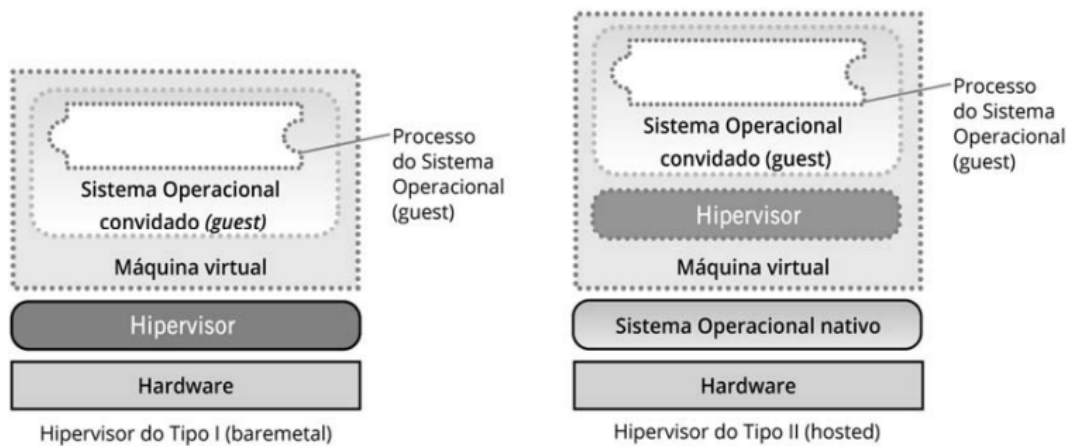 Processo
do Sistema
Operacional
(guest)
Sistema Operacional
convidado (guest)
Máquina virtual
Hipervisor
Hardware
Hipervisor do Tipo I (baremetal)
Processo
do Sistema
Operacional
(guest)
Sistema Operacional
convidado (guest)
Hipervisor
Máquina virtual
Sistema Operacional nativo
Hardware
Hipervisor do Tipo II (hosted)